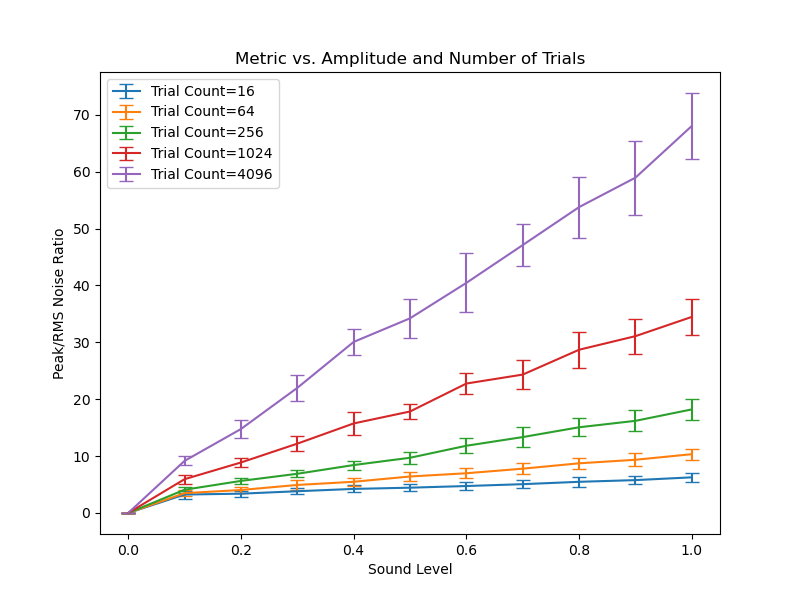 Metric vs. Amplitude and Number of Trials
Trial Count=16
Trial Count=64
Trial Count=256
Trial Count=1024
Trial Count=4096
Peak/RMS Noise Ratio
70
60
50
40
30
20
10
0
0.0 0.2 0.4 0.6 0.8 1.0
Sound Level